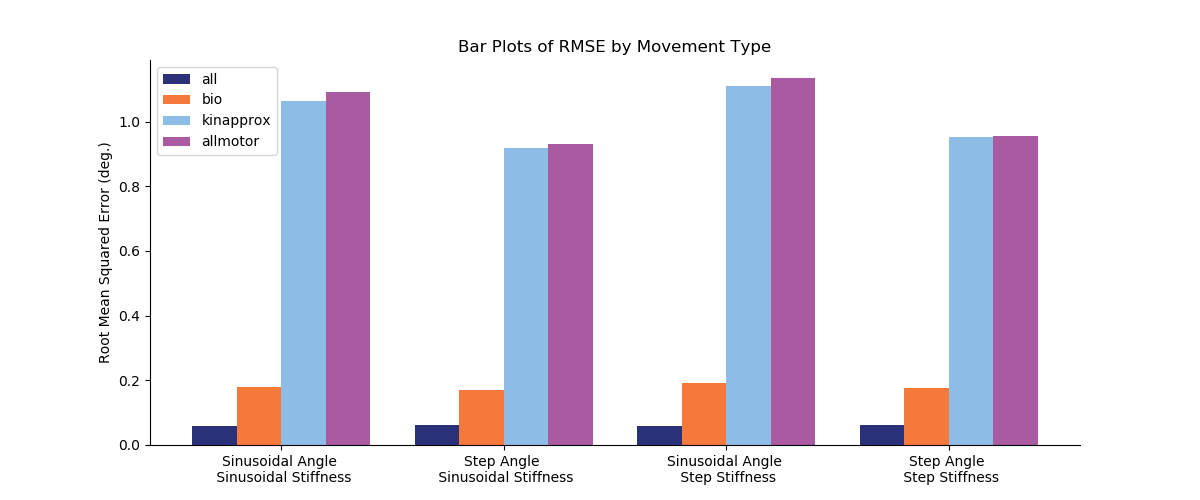 Bar Plots of RMSE by Movement Type
all
bio
kinapprox
allmotor
Root Mean Squared Error (deg.)
1.0
0.8
0.6
0.4
0.2
0.0
Sinusoidal Angle
Sinusoidal Stiffness
Step Angle
Sinusoidal Stiffness
Sinusoidal Angle
Step Stiffness
Step Angle
Step Stiffness